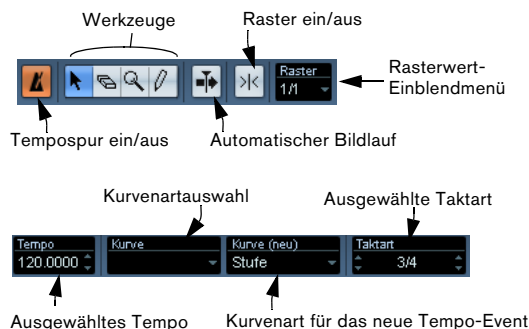 Werkzeuge
Raster ein/aus
Raster
1/1
Rasterwert-
Einblendmenü
Tempospur ein/aus
Automatischer Bildlauf
Kurvenartauswahl
Ausgewählte Taktart
Tempo
Kurve
Kurve (neu)
Taktart
120.0000
Stufe
3/4
Ausgewähltes Tempo
Kurvenart für das neue Tempo-Event